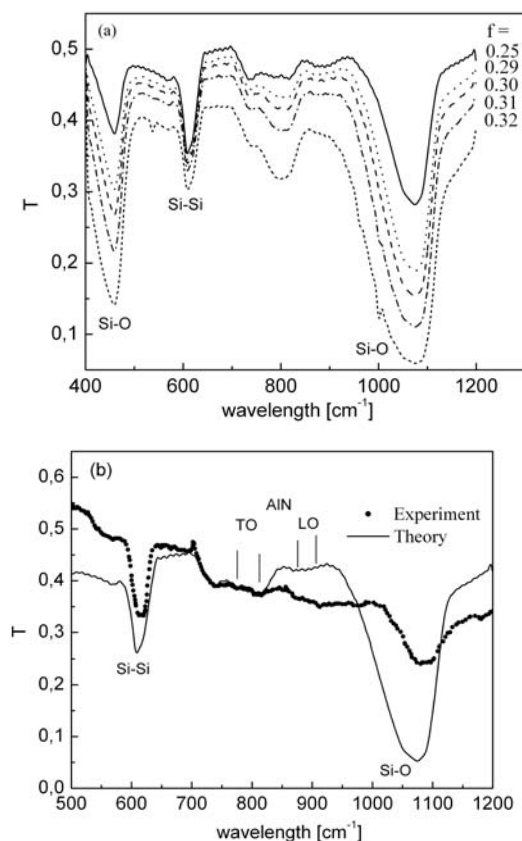 (a)
f =
0.25
0.29
0.30
0.31
0.32
0,5
0,4
0,3
0,2
0,1
T
Si-Si
Si-O
Si-O
400 600 800 1000 1200
wavelength [cm-1]
(b)
0,6
0,5
0,4
0,3
0,2
0,1
0,0
T
AlN
TO LO
Experiment
Theory
Si-Si
Si-O
500 600 700 800 900 1000 1100 1200
wavelength [cm-1]